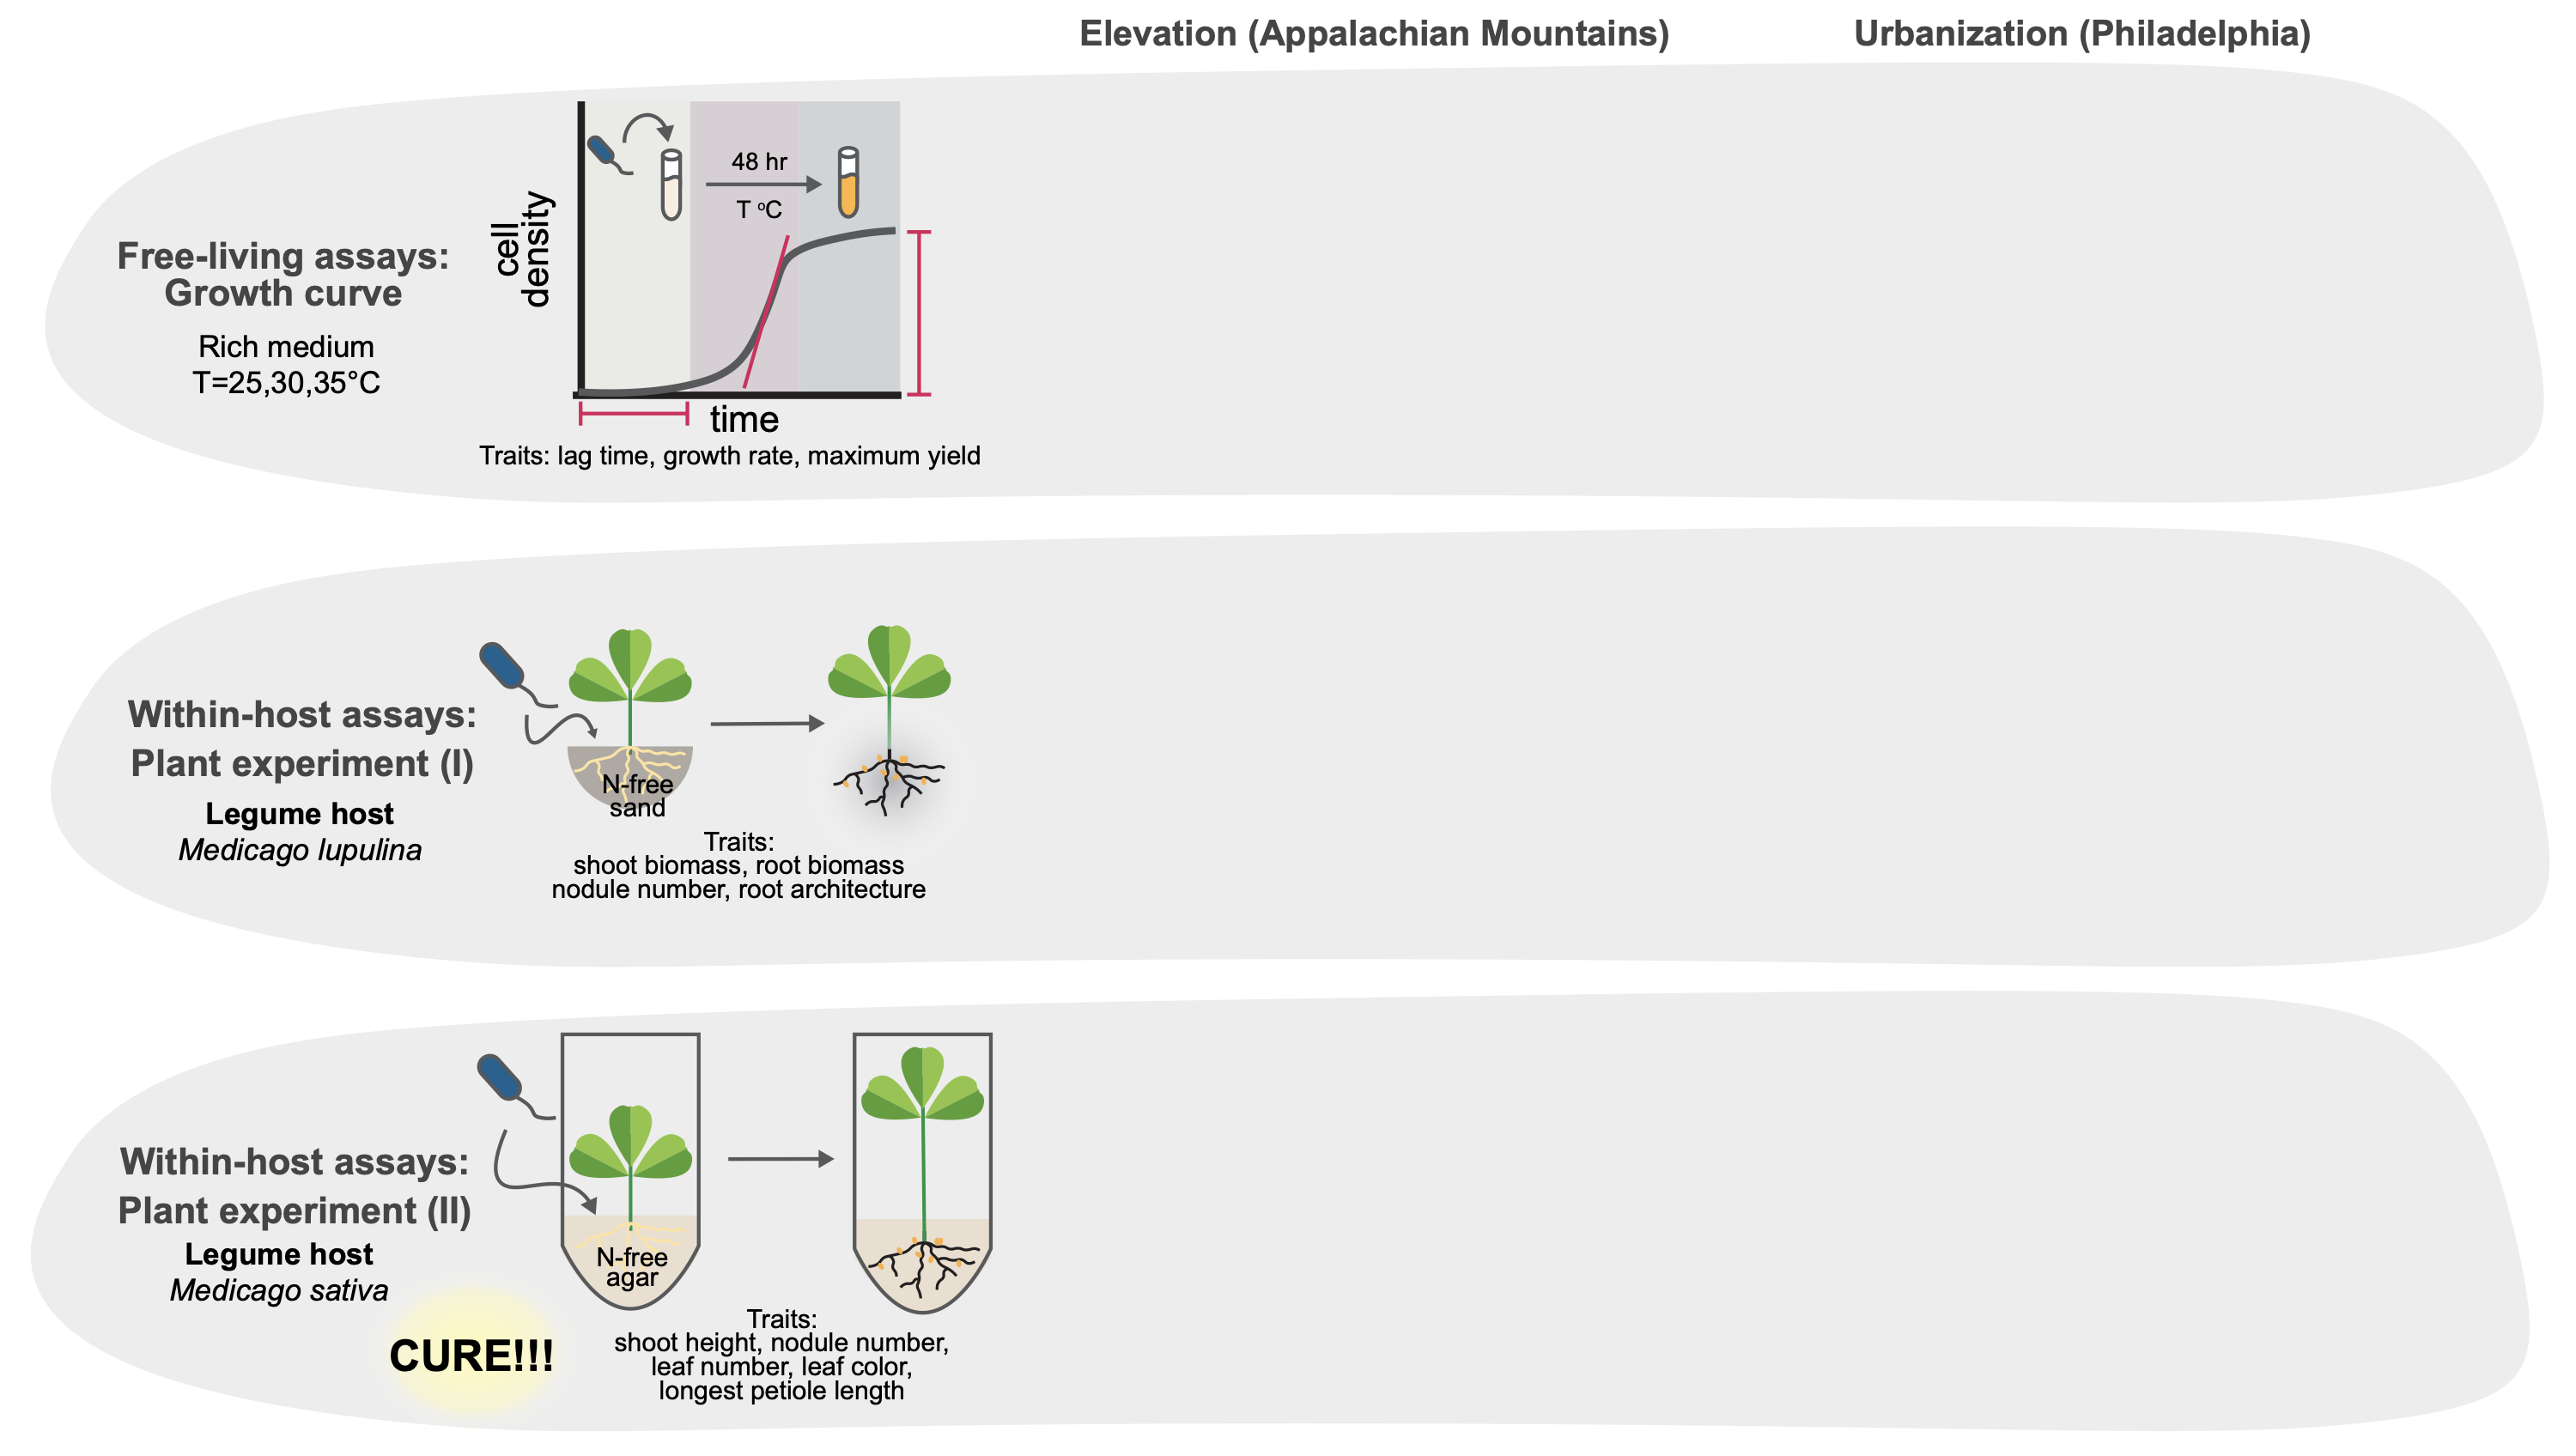 Elevation (Appalachian Mountains)
Urbanization (Philadelphia)
Free-living assays:
Growth curve
Rich medium
T=25,30,35°C
cell
density
48 hr
T °C
time
Traits: lag time, growth rate, maximum yield
Within-host assays:
Plant experiment (I)
Legume host
Medicago lupulina
N-free
sand
Traits:
shoot biomass, root biomass
nodule number, root architecture
Within-host assays:
Plant experiment (II)
Legume host
Medicago sativa
CURE!!!
N-free
agar
Traits:
shoot height, nodule number,
leaf number, leaf color,
longest petiole length